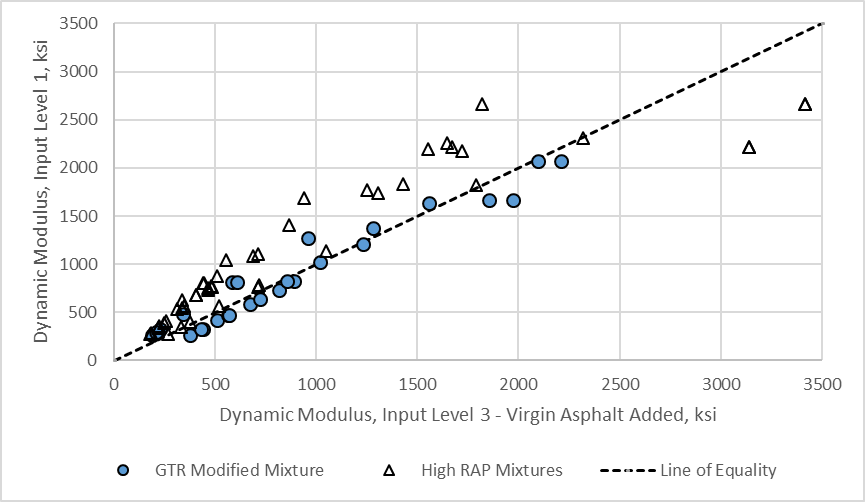 Dynamic Modulus, Input Level 1, ksi
3500
3000
2500
2000
1500
1000
500
0
0 500 1000 1500 2000 2500 3000 3500
Dynamic Modulus, Input Level 3 - Virgin Asphalt Added, ksi
GTR Modified Mixture High RAP Mixtures Line of Equality